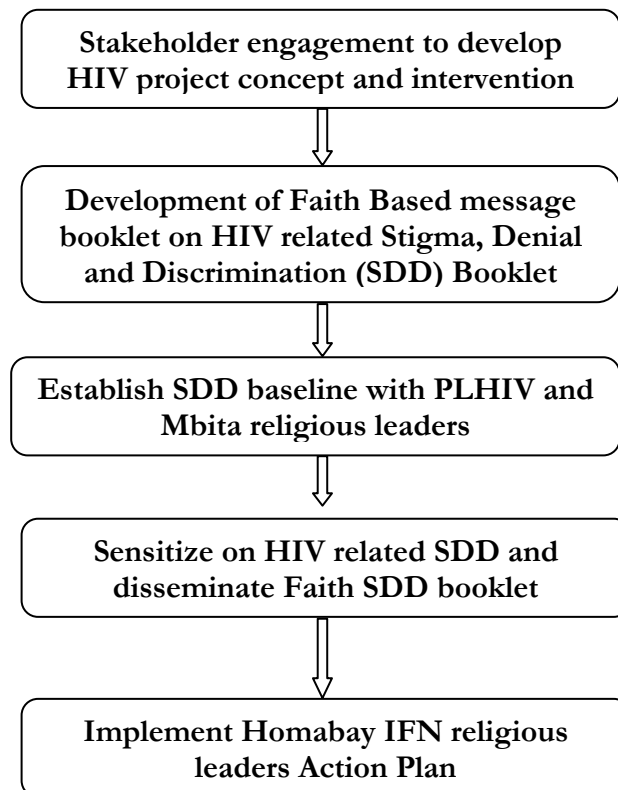 Stakeholder engagement to develop
HIV project concept and intervention
Development of Faith Based message
booklet on HIV related Stigma, Denial
and Discrimination (SDD) Booklet
Establish SDD baseline with PLHIV and
Mbita religious leaders
Sensitize on HIV related SDD and
disseminate Faith SDD booklet
Implement Homabay IFN religious
leaders Action Plan